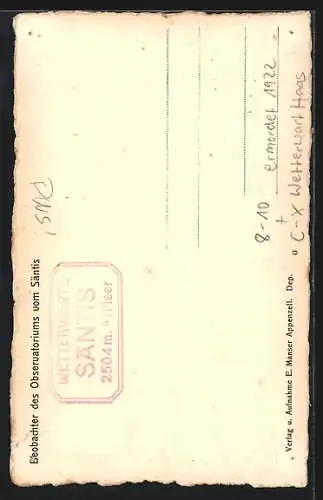 Beobachter des Observatoriums vom Säntis
WETTERWARTE
SÄNTIS
2504 m. ü/Meer
8-10
+
ermordet 1922
C-X Wetterwart Haas
Verlag u. Aufnahme E. Manser Appenzell. Dep.